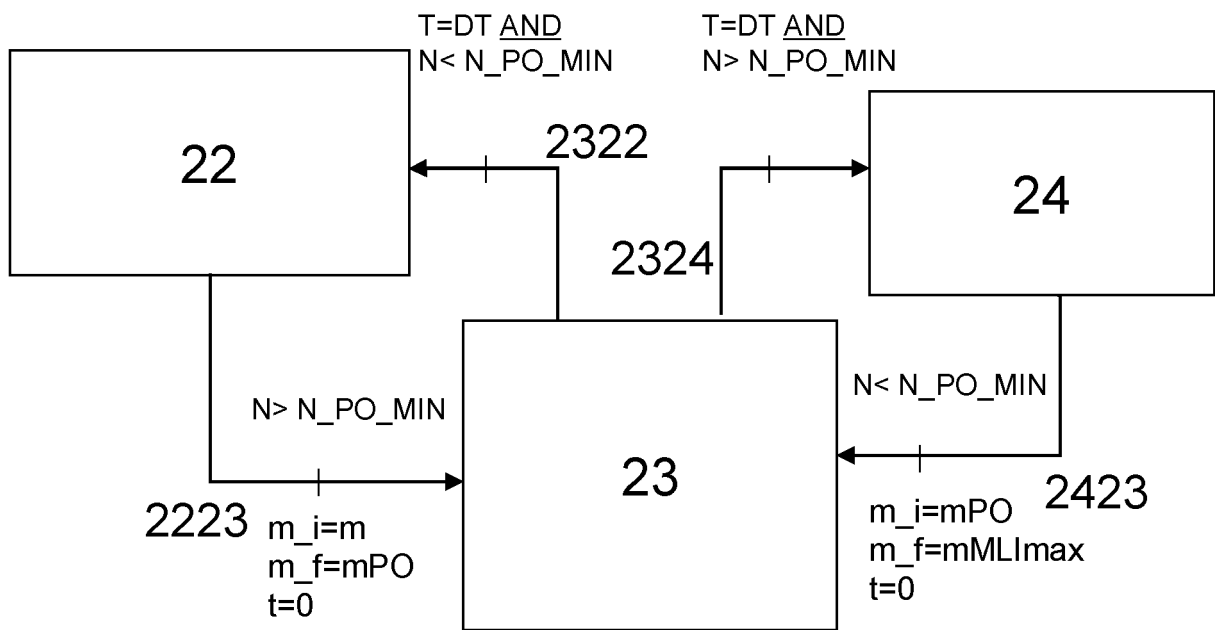 T=DT AND
N< N_PO_MIN
T=DT AND
N> N_PO_MIN
22
2322
24
2324
N> N_PO_MIN
N< N_PO_MIN
23
2223
m_i=m
m_f=mPO
t=0
2423
m_i=mPO
m_f=mMLImax
t=0